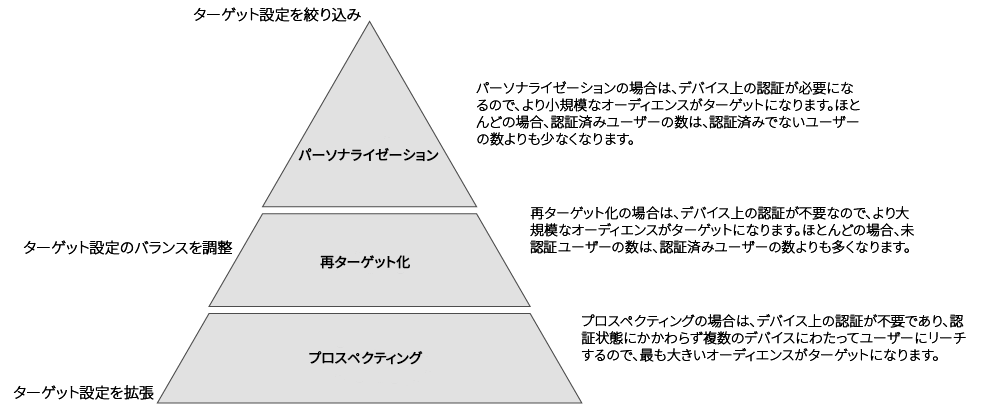 ターゲット設定を絞り込み
パーソナライゼーションの場合は、デバイス上の認証が必要にな
るので、より小規模なオーディエンスがターゲットになります。ほと
んどの場合、認証済みユーザーの数は、認証済みでないユーザー
の数よりも少なくなります。
パーソナライゼーション
再ターゲット化の場合は、デバイス上の認証が不要なので、より大
規模なオーディエンスがターゲットになります。ほとんどの場合、未
認証ユーザーの数は、認証済みユーザーの数よりも多くなります。
ターゲット設定のバランスを調整
再ターゲット化
プロスペクティングの場合は、デバイス上の認証が不要であり、認
証状態にかかわらず複数のデバイスにわたってユーザーにリーチ
するので、最も大きいオーディエンスがターゲットになります。
プロスペクティング
ターゲット設定を拡張